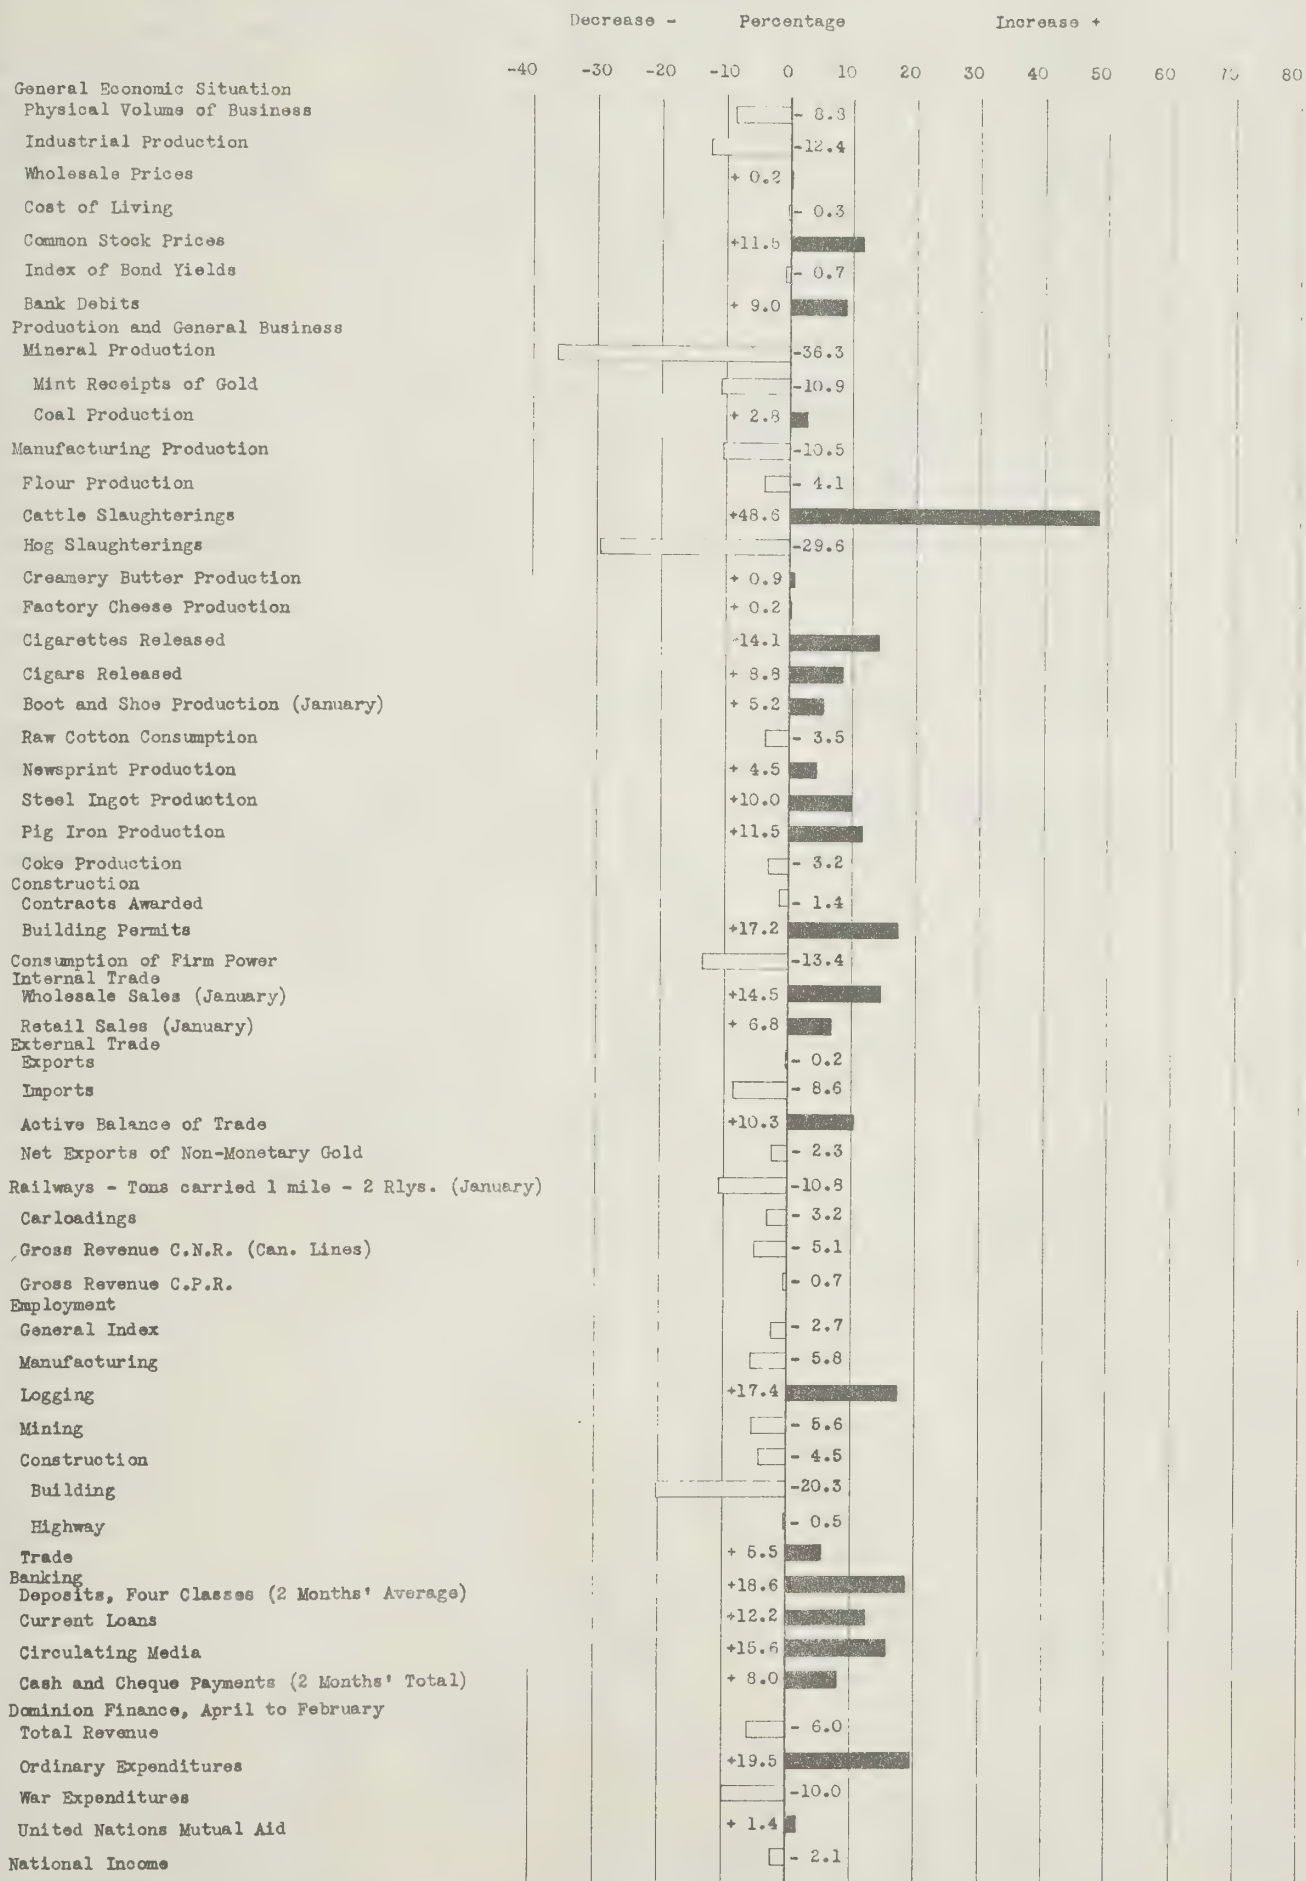 Decrease - Percentage Increase +
-40 -30 -20 -10 0 10 20 30 40 50 60 70 80
General Economic Situation
Physical Volume of Business - 8.8
Industrial Production -12.4
Wholesale Prices + 0.2
Cost of Living - 0.3
Common Stock Prices +11.5
Index of Bond Yields - 0.7
Bank Debits + 9.0
Production and General Business
Mineral Production -36.3
Mint Receipts of Gold -10.9
Coal Production + 2.8
Manufacturing Production -10.5
Flour Production - 4.1
Cattle Slaughterings +48.6
Hog Slaughterings -29.6
Creamery Butter Production + 0.9
Factory Cheese Production + 0.2
Cigarettes Released +14.1
Cigars Released + 8.8
Boot and Shoe Production (January) + 5.2
Raw Cotton Consumption - 3.5
Newsprint Production + 4.5
Steel Ingot Production +10.0
Pig Iron Production +11.5
Coke Production - 3.2
Construction
Contracts Awarded - 1.4
Building Permits +17.2
Consumption of Firm Power -13.4
Internal Trade
Wholesale Sales (January) +14.5
Retail Sales (January) + 6.8
External Trade
Exports - 0.2
Imports - 8.6
Active Balance of Trade +10.3
Net Exports of Non-Monetary Gold - 2.3
Railways - Tons carried 1 mile - 2 Rlys. (January) -10.8
Carloadings - 3.2
Gross Revenue C.N.R. (Can. Lines) - 5.1
Gross Revenue C.P.R. - 0.7
Employment
General Index - 2.7
Manufacturing - 5.8
Logging +17.4
Mining - 5.6
Construction - 4.5
Building -20.3
Highway - 0.5
Trade + 5.5
Banking
Deposits, Four Classes (2 Months' Average) +18.6
Current Loans +12.2
Circulating Media +15.6
Cash and Cheque Payments (2 Months' Total) + 8.0
Dominion Finance, April to February
Total Revenue - 6.0
Ordinary Expenditures +19.5
War Expenditures -10.0
United Nations Mutual Aid + 1.4
National Income - 2.1